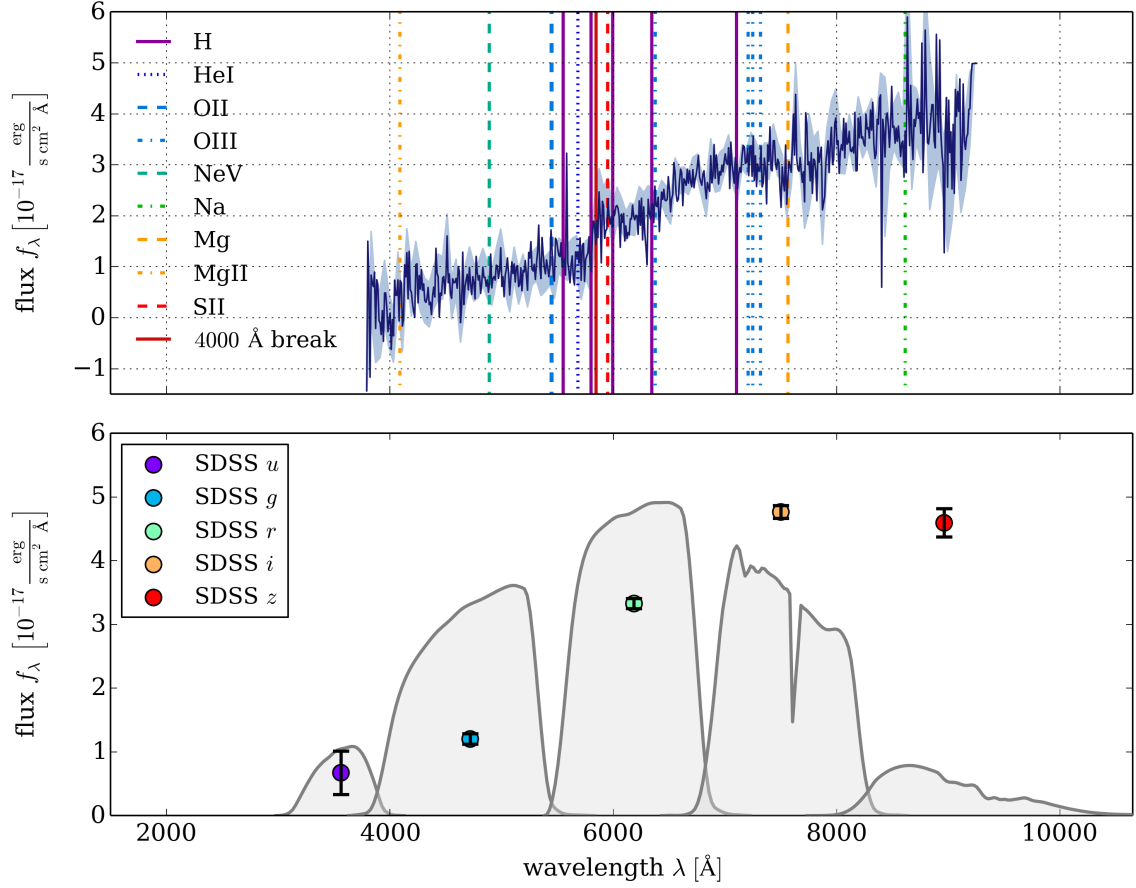 6
5
4
3
2
1
0
−1
flux f_λ [10^{−17} erg / s cm² Å]
H
HeI
OII
OIII
NeV
Na
Mg
MgII
SII
4000 Å break
6
5
4
3
2
1
0
flux f_λ [10^{−17} erg / s cm² Å]
SDSS u
SDSS g
SDSS r
SDSS i
SDSS z
2000 4000 6000 8000 10000
wavelength λ [Å]